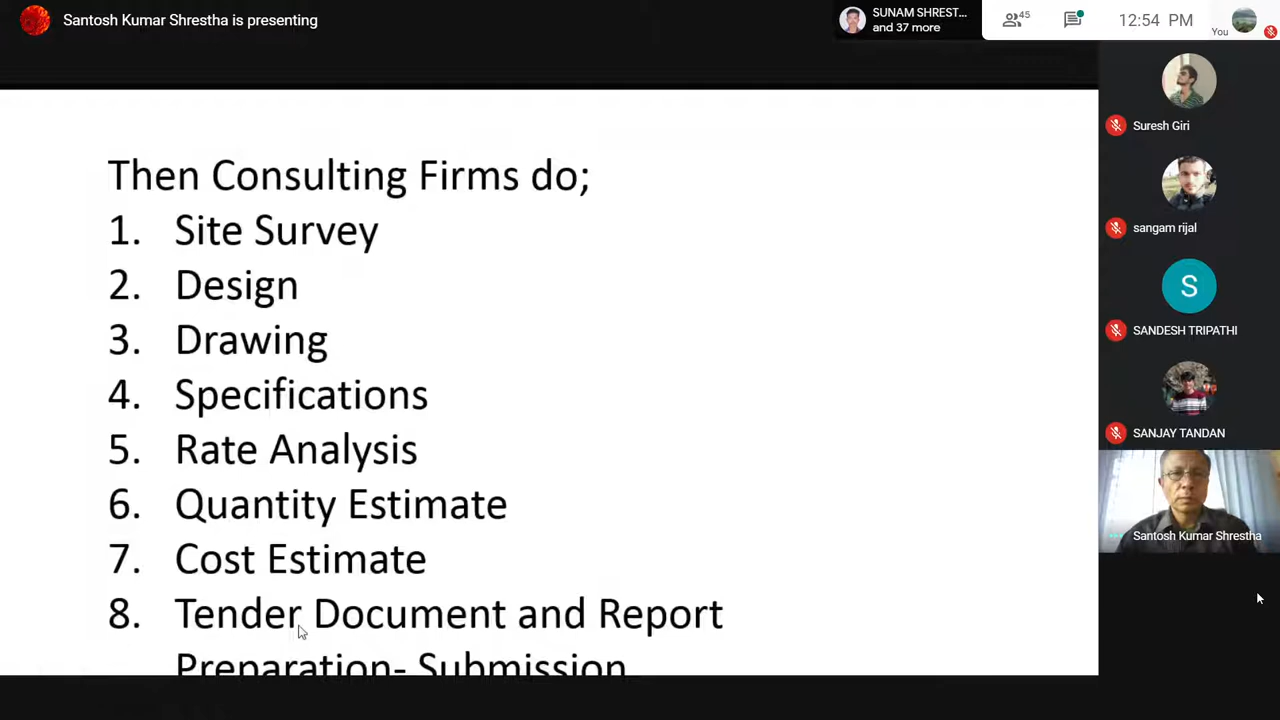 Santosh Kumar Shrestha is presenting
SUNAM SHREST...
and 37 more
45
12:54 PM
You
Then Consulting Firms do;
1. Site Survey
2. Design
3. Drawing
4. Specifications
5. Rate Analysis
6. Quantity Estimate
7. Cost Estimate
8. Tender Document and Report
Preparation- Submission
Suresh Giri
sangam rijal
S
SANDESH TRIPATHI
SANJAY TANDAN
Santosh Kumar Shrestha